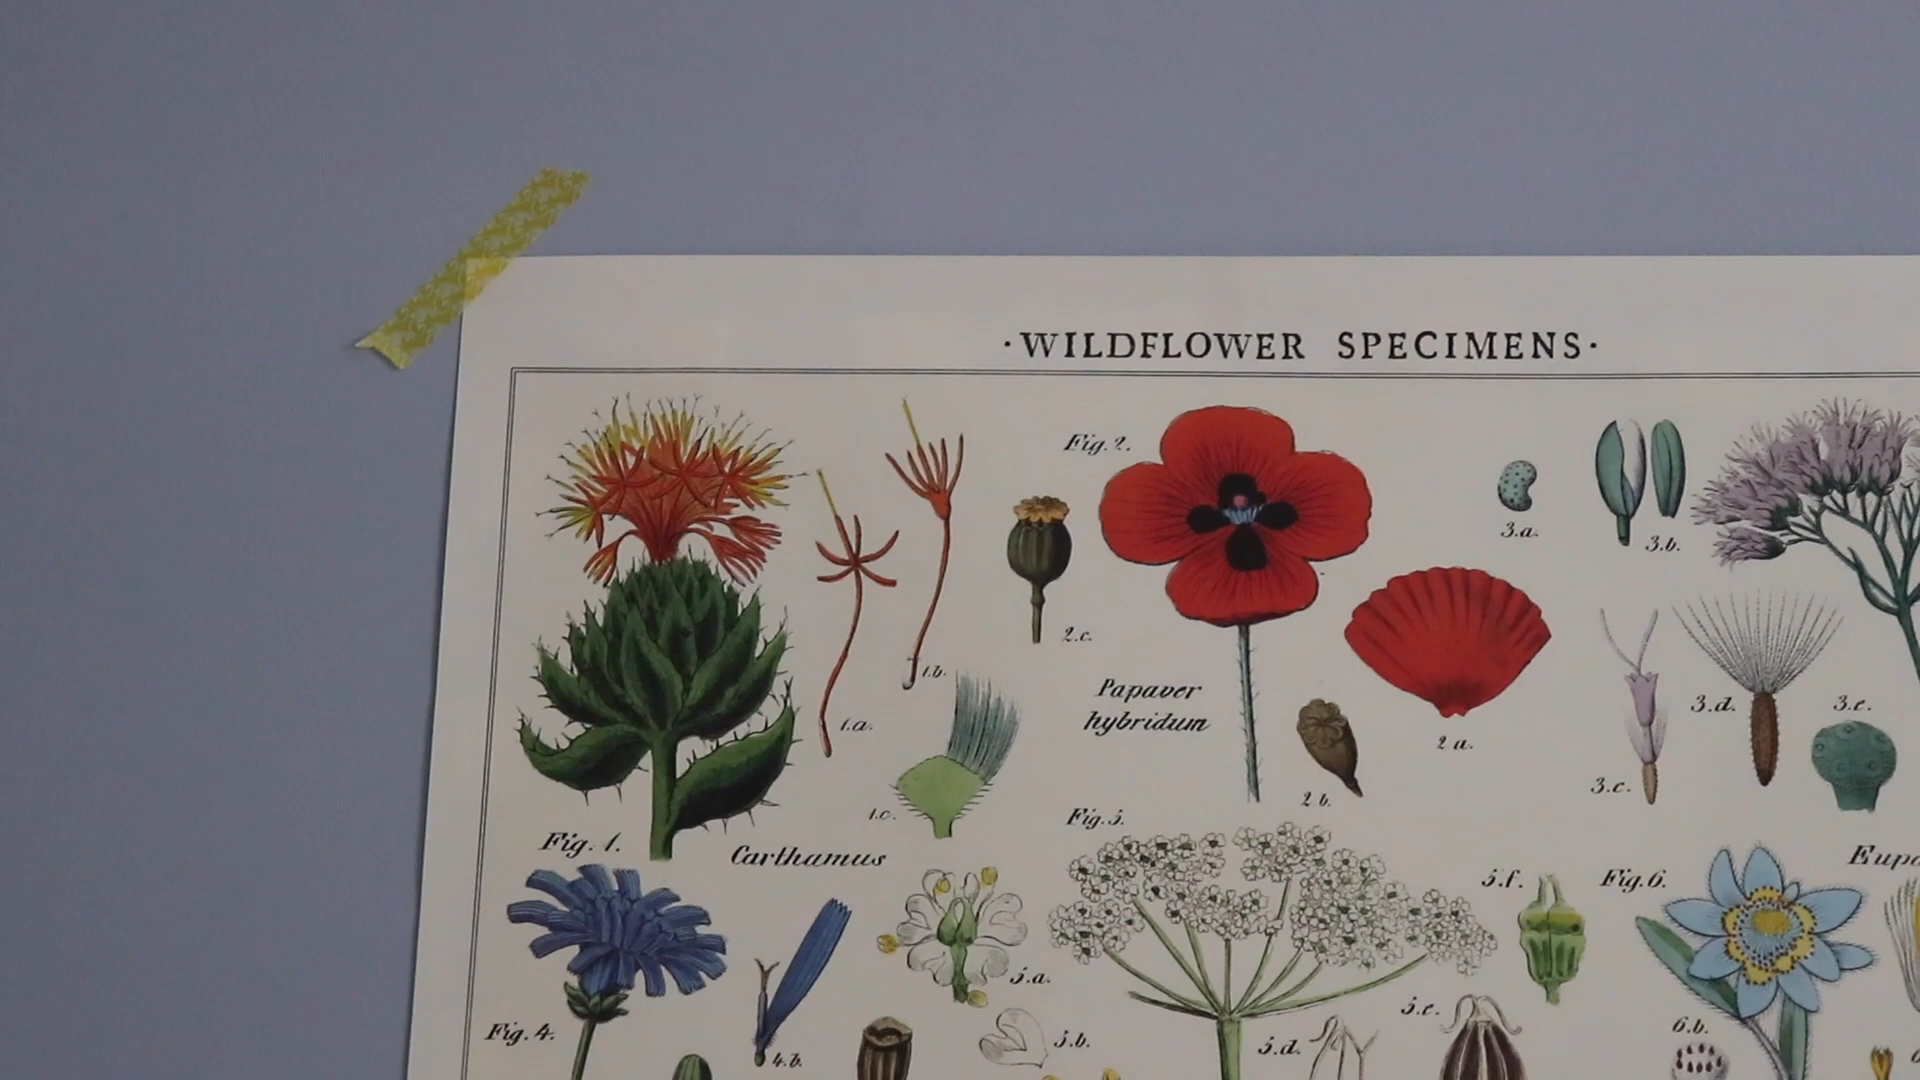 ·WILDFLOWER SPECIMENS·
Fig. 2.
3.a.
3.b.
2.c.
1.b.
Papaver
hybridum
1.a.
2 a.
3.d.
3.e.
3.c.
2 b.
1.c.
Fig. 1.
Carthamus
Fig. 5.
5.f.
Fig. 6.
Fig. 4.
4.b.
5.a.
5.b.
5.d.
5.e.
6.b.